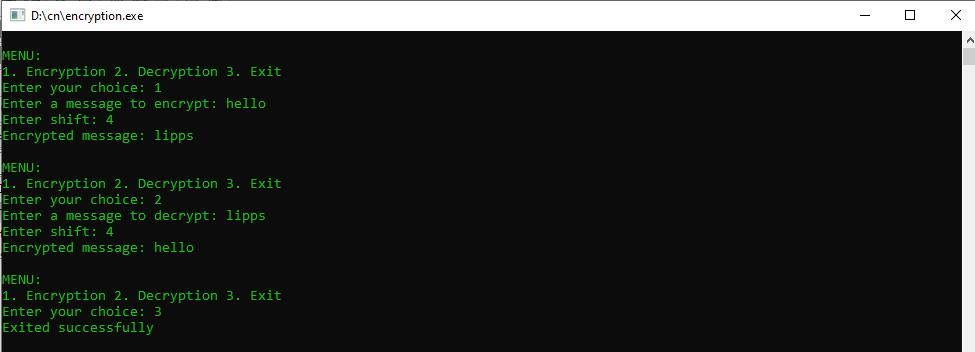 D:\cn\encryption.exe
MENU:
1. Encryption 2. Decryption 3. Exit
Enter your choice: 1
Enter a message to encrypt: hello
Enter shift: 4
Encrypted message: lipps
MENU:
1. Encryption 2. Decryption 3. Exit
Enter your choice: 2
Enter a message to decrypt: lipps
Enter shift: 4
Encrypted message: hello
MENU:
1. Encryption 2. Decryption 3. Exit
Enter your choice: 3
Exited successfully